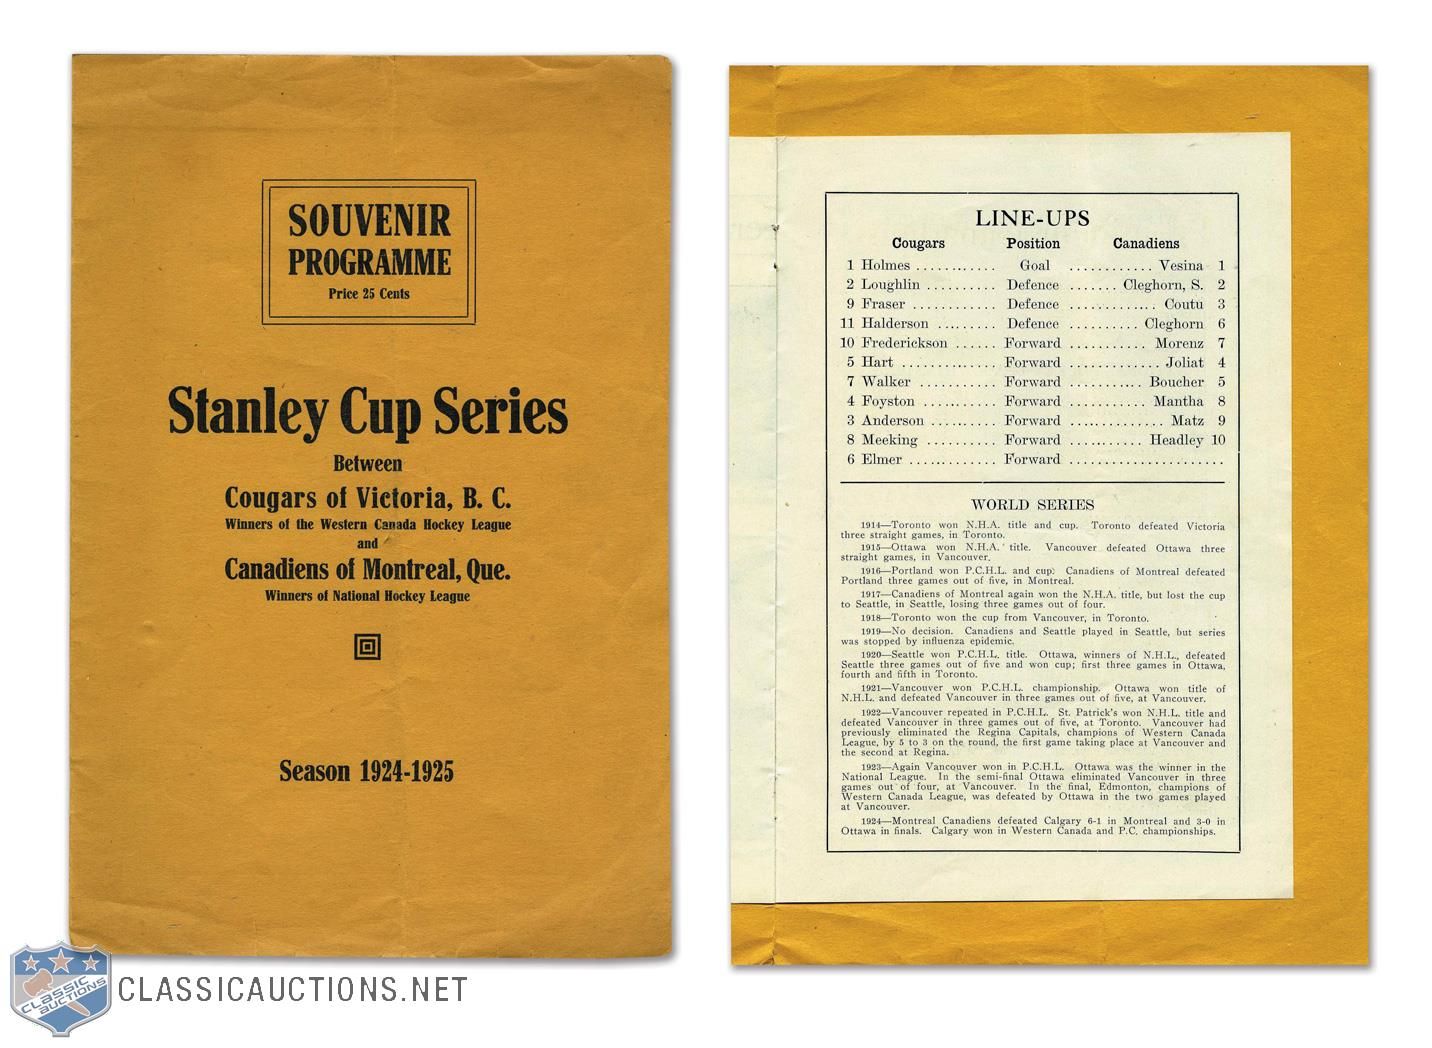 SOUVENIR
PROGRAMME
Price 25 Cents
Stanley Cup Series
Between
Cougars of Victoria, B. C.
Winners of the Western Canada Hockey League
and
Canadiens of Montreal, Que.
Winners of National Hockey League
Season 1924-1925
LINE-UPS
Cougars Position Canadiens
1 Holmes ............ Goal ............ Vesina 1
2 Loughlin .......... Defence ....... Cleghorn, S. 2
9 Fraser ............ Defence ............ Coutu 3
11 Halderson ......... Defence .......... Cleghorn 6
10 Frederickson ...... Forward ........... Morenz 7
5 Hart .............. Forward ............. Joliat 4
7 Walker ........... Forward ........... Boucher 5
4 Foyston ........... Forward ........... Mantha 8
3 Anderson .......... Forward .............. Matz 9
8 Meeking .......... Forward ........... Headley 10
6 Elmer ............. Forward .......................
WORLD SERIES
1914—Toronto won N.H.A. title and cup. Toronto defeated Victoria
three straight games, in Toronto.
1915—Ottawa won N.H.A. title. Vancouver defeated Ottawa three
straight games, in Vancouver.
1916—Portland won P.C.H.L. and cup. Canadiens of Montreal defeated
Portland three games out of five, in Montreal.
1917—Canadiens of Montreal again won the N.H.A. title, but lost the cup
to Seattle, in Seattle, losing three games out of four.
1918—Toronto won the cup from Vancouver, in Toronto.
1919—No decision. Canadiens and Seattle played in Seattle, but series
was stopped by influenza epidemic.
1920—Seattle won P.C.H.L. title. Ottawa, winners of N.H.L., defeated
Seattle three games out of five and won cup; first three games in Ottawa,
fourth and fifth in Toronto.
1921—Vancouver won P.C.H.L. championship. Ottawa won title of
N.H.L. and defeated Vancouver in three games out of five, at Vancouver.
1922—Vancouver repeated in P.C.H.L. St. Patrick's won N.H.L. title and
defeated Vancouver in three games out of five, at Toronto. Vancouver had
previously eliminated the Regina Capitals, champions of Western Canada
League, by 5 to 3 on the round, the first game taking place at Vancouver and
the second at Regina.
1923—Again Vancouver won in P.C.H.L. Ottawa was the winner in the
National League. In the semi-final Ottawa eliminated Vancouver in three
games out of four, at Vancouver. In the final, Edmonton, champions of
Western Canada League, was defeated by Ottawa in the two games played
at Vancouver.
1924—Montreal Canadiens defeated Calgary 6-1 in Montreal and 3-0 in
Ottawa in finals. Calgary won in Western Canada and P.C. championships.
CLASSIC
AUCTIONS
CLASSICAUCTIONS.NET